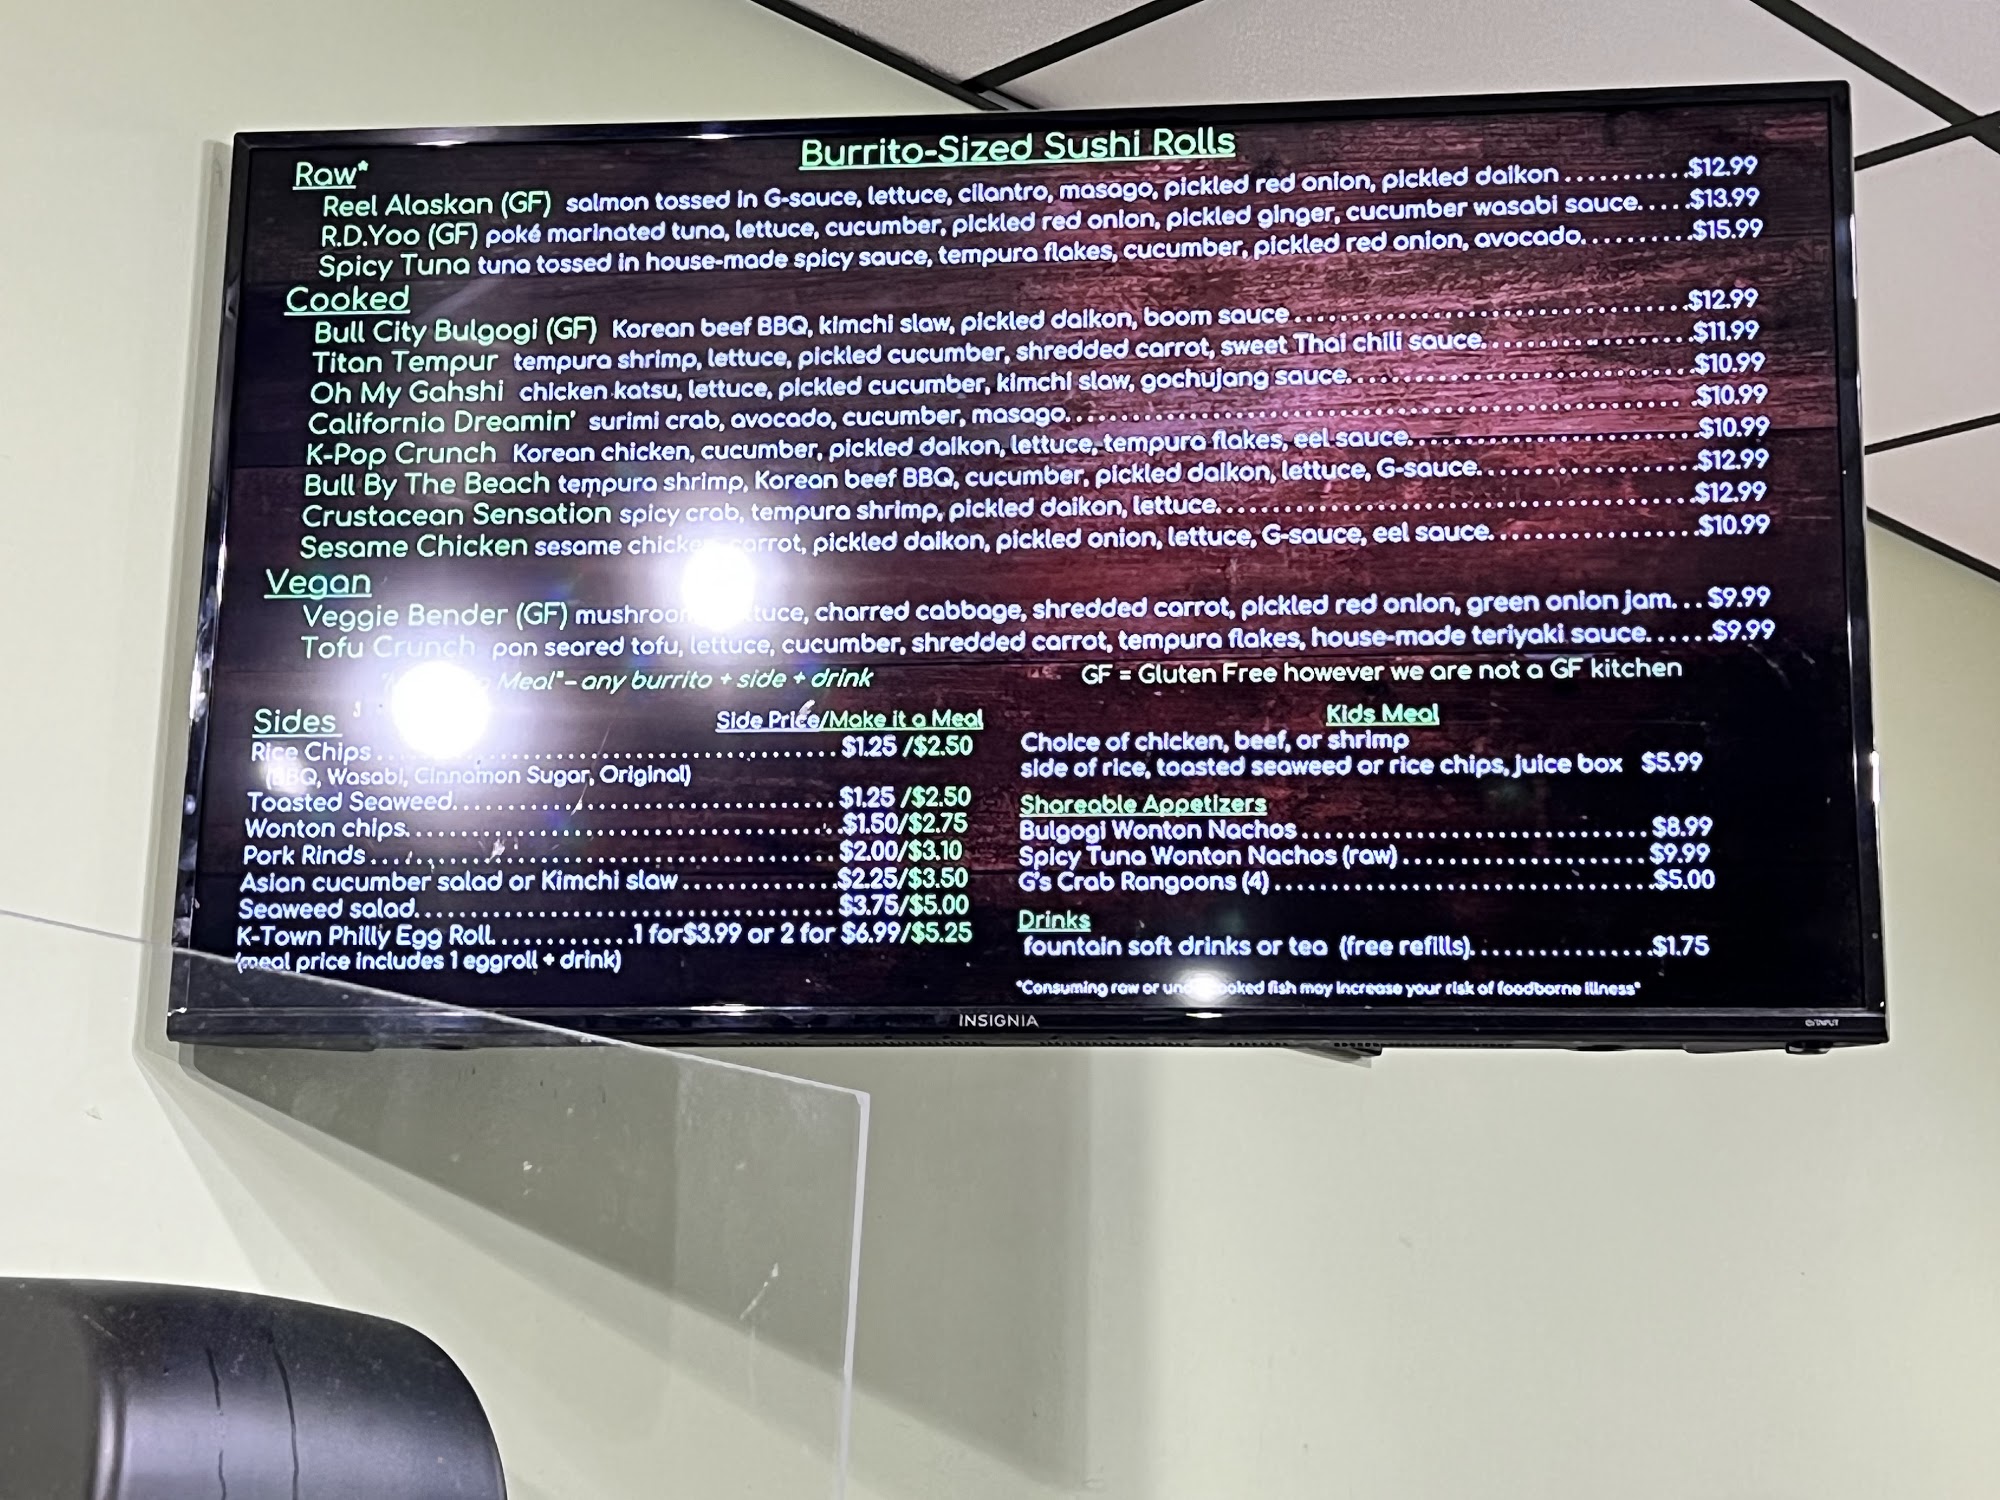 Burrito-Sized Sushi Rolls
Raw*
Reel Alaskan (GF) salmon tossed in G-sauce, lettuce, cilantro, masago, pickled red onion, pickled daikon ...........$12.99
R.D.Yoo (GF) poké marinated tuna, lettuce, cucumber, pickled red onion, pickled ginger, cucumber wasabi sauce.....$13.99
Spicy Tuna tuna tossed in house-made spicy sauce, tempura flakes, cucumber, pickled red onion, avocado..........$15.99
Cooked
Bull City Bulgogi (GF) Korean beef BBQ, kimchi slaw, pickled daikon, boom sauce........................................$12.99
Titan Tempur tempura shrimp, lettuce, pickled cucumber, shredded carrot, sweet Thai chili sauce.....................$11.99
Oh My Gahshi chicken katsu, lettuce, pickled cucumber, kimchi slaw, gochujang sauce...................................$10.99
California Dreamin' surimi crab, avocado, cucumber, masago...............................................................$10.99
K-Pop Crunch Korean chicken, cucumber, pickled daikon, lettuce, tempura flakes, eel sauce.............................$10.99
Bull By The Beach tempura shrimp, Korean beef BBQ, cucumber, pickled daikon, lettuce, G-sauce......................$12.99
Crustacean Sensation spicy crab, tempura shrimp, pickled daikon, lettuce................................................$12.99
Sesame Chicken sesame chicken carrot, pickled daikon, pickled onion, lettuce, G-sauce, eel sauce....................$10.99
Vegan
Veggie Bender (GF) mushroom lettuce, charred cabbage, shredded carrot, pickled red onion, green onion jam...$9.99
Tofu Crunch pan seared tofu, lettuce, cucumber, shredded carrot, tempura flakes, house-made teriyaki sauce......$9.99
Meal" - any burrito + side + drink
GF = Gluten Free however we are not a GF kitchen
Sides Side Price/Make it a Meal
Rice Chips.......................................$1.25 /$2.50
(BBQ, Wasabi, Cinnamon Sugar, Original)
Toasted Seaweed.................................$1.25 /$2.50
Wonton chips.....................................$1.50/$2.75
Pork Rinds........................................$2.00/$3.10
Asian cucumber salad or Kimchi slaw.............$2.25/$3.50
Seaweed salad....................................$3.75/$5.00
K-Town Philly Egg Roll.............1 for$3.99 or 2 for $6.99/$5.25
(meal price includes 1 eggroll + drink)
Kids Meal
Choice of chicken, beef, or shrimp
side of rice, toasted seaweed or rice chips, juice box $5.99
Shareable Appetizers
Bulgogi Wonton Nachos..............................$8.99
Spicy Tuna Wonton Nachos (raw).....................$9.99
G's Crab Rangoons (4)................................$5.00
Drinks
fountain soft drinks or tea (free refills)................$1.75
*Consuming raw or undercooked fish may increase your risk of foodborne illness*
INSIGNIA
INPUT